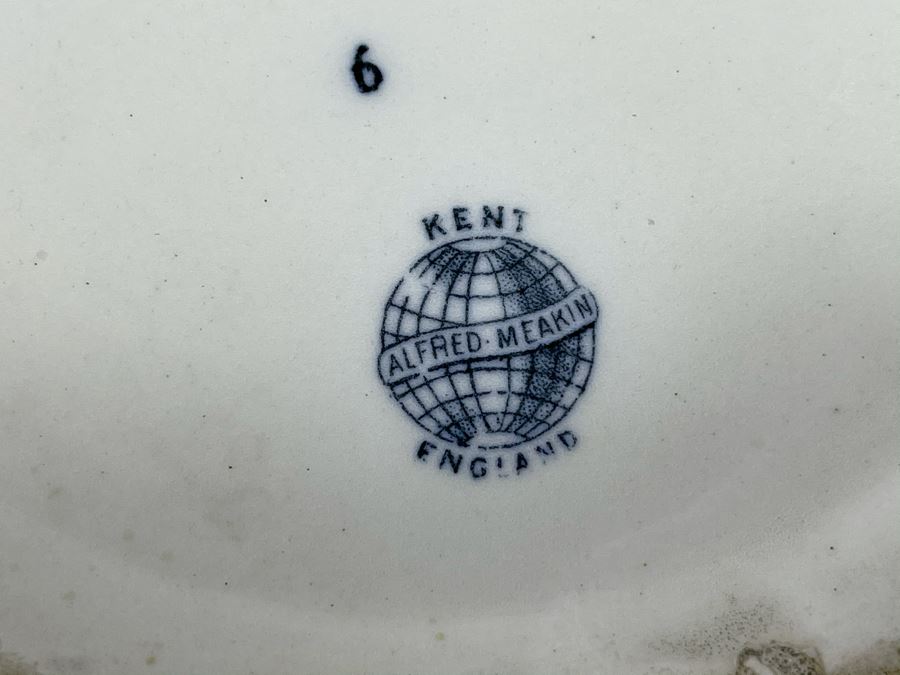 6
KENT
ALFRED·MEAKIN
ENGLAND